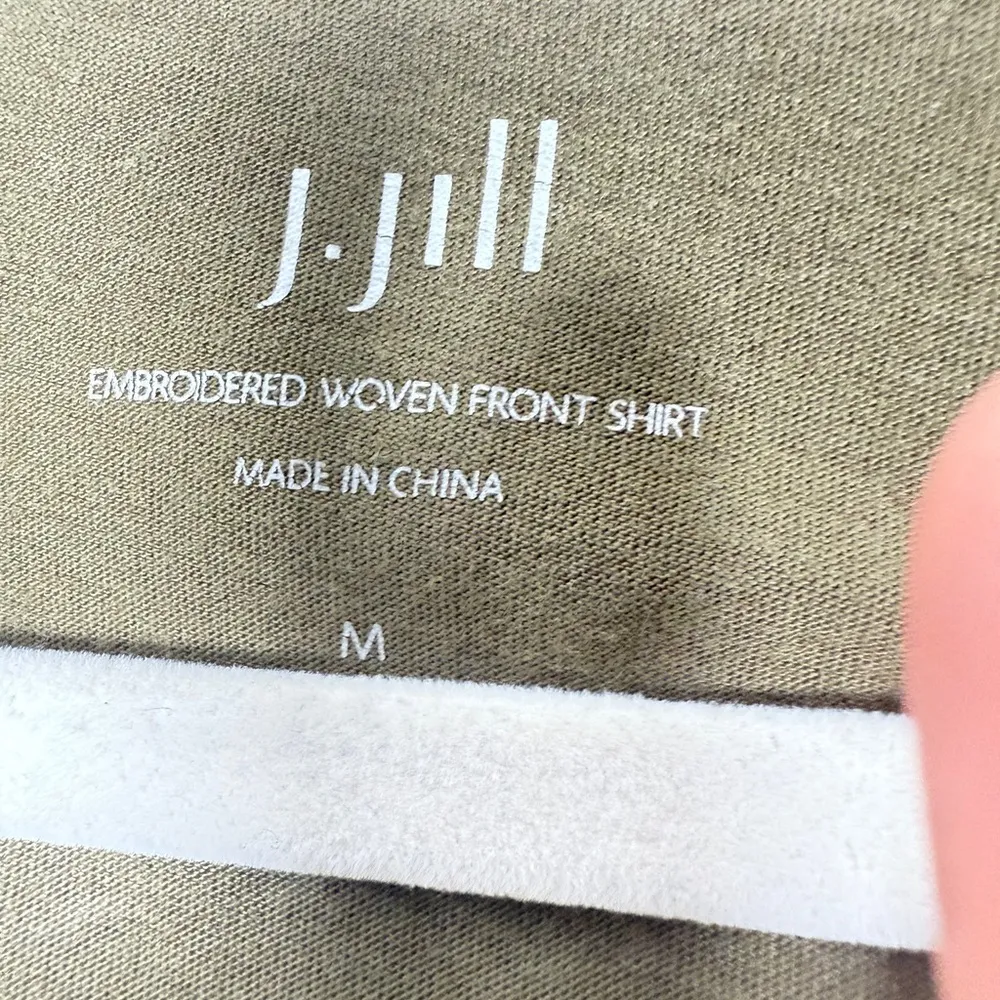 J.Jill
EMBROIDERED WOVEN FRONT SHIRT
MADE IN CHINA
M